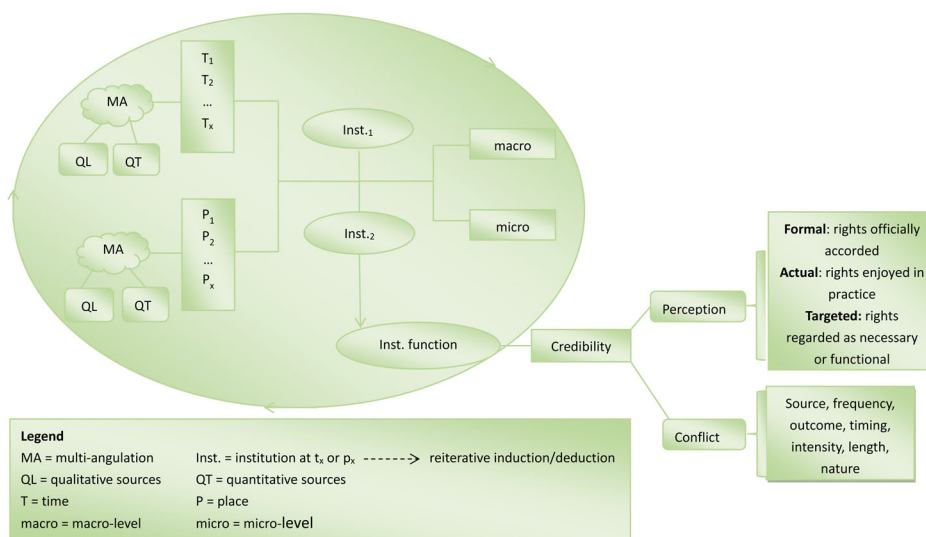 T₁
T₂
...
Tₓ
MA
QL
QT
Inst.₁
macro
P₁
P₂
...
Pₓ
MA
QL
QT
Inst.₂
micro
Inst. function
Credibility
Perception
Formal: rights officially
accorded
Actual: rights enjoyed in
practice
Targeted: rights
regarded as necessary
or functional
Conflict
Source, frequency,
outcome, timing,
intensity, length,
nature
Legend
MA = multi-angulation Inst. = institution at tₓ or pₓ reiterative induction/deduction
QL = qualitative sources QT = quantitative sources
T = time P = place
macro = macro-level micro = micro-level